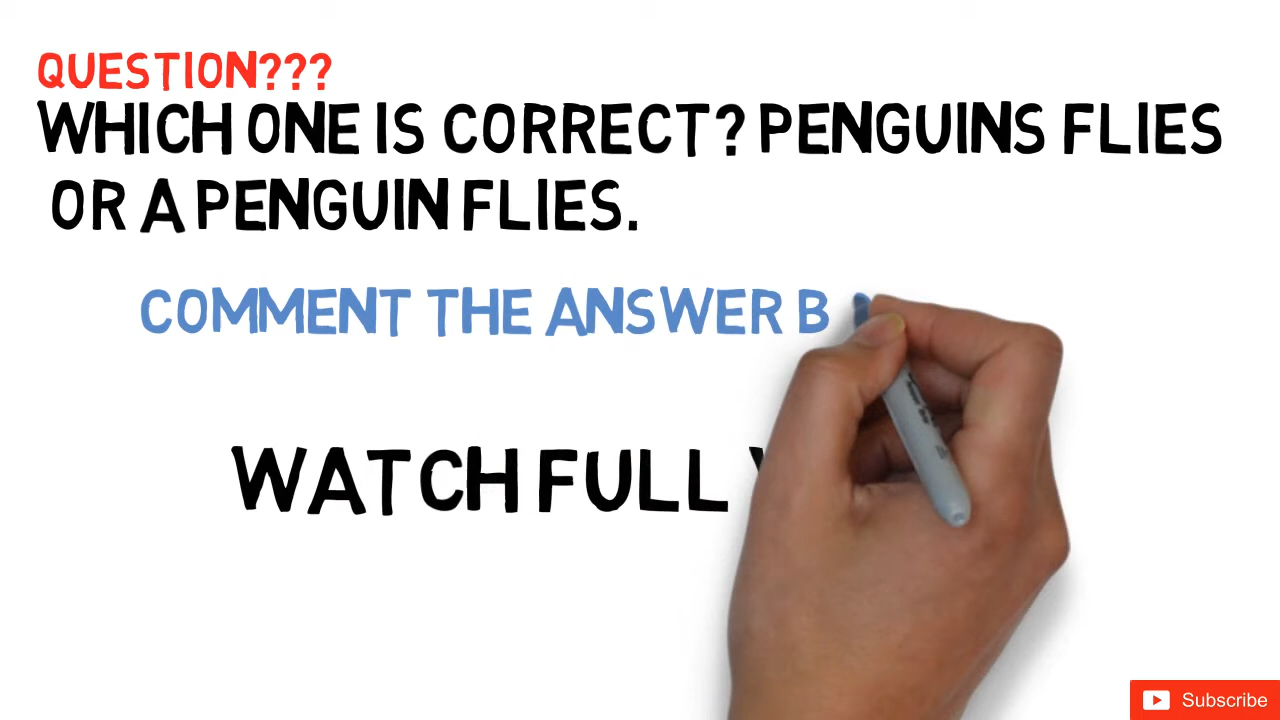 QUESTION???
WHICH ONE IS CORRECT? PENGUINS FLIES
OR A PENGUIN FLIES.
COMMENT THE ANSWER B
WATCH FULL
Subscribe